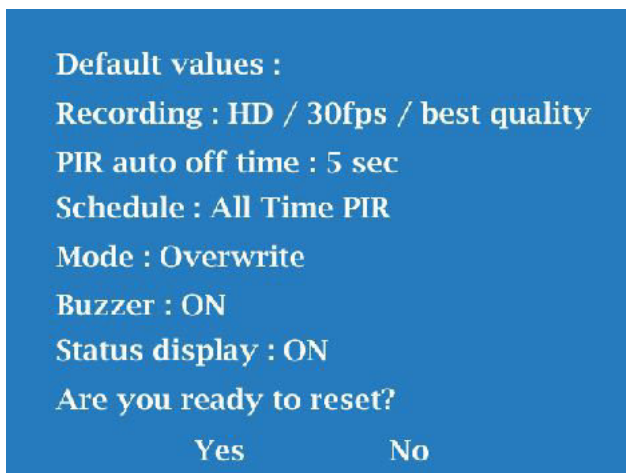 Default values :
Recording : HD / 30fps / best quality
PIR auto off time : 5 sec
Schedule : All Time PIR
Mode : Overwrite
Buzzer : ON
Status display : ON
Are you ready to reset?
Yes No